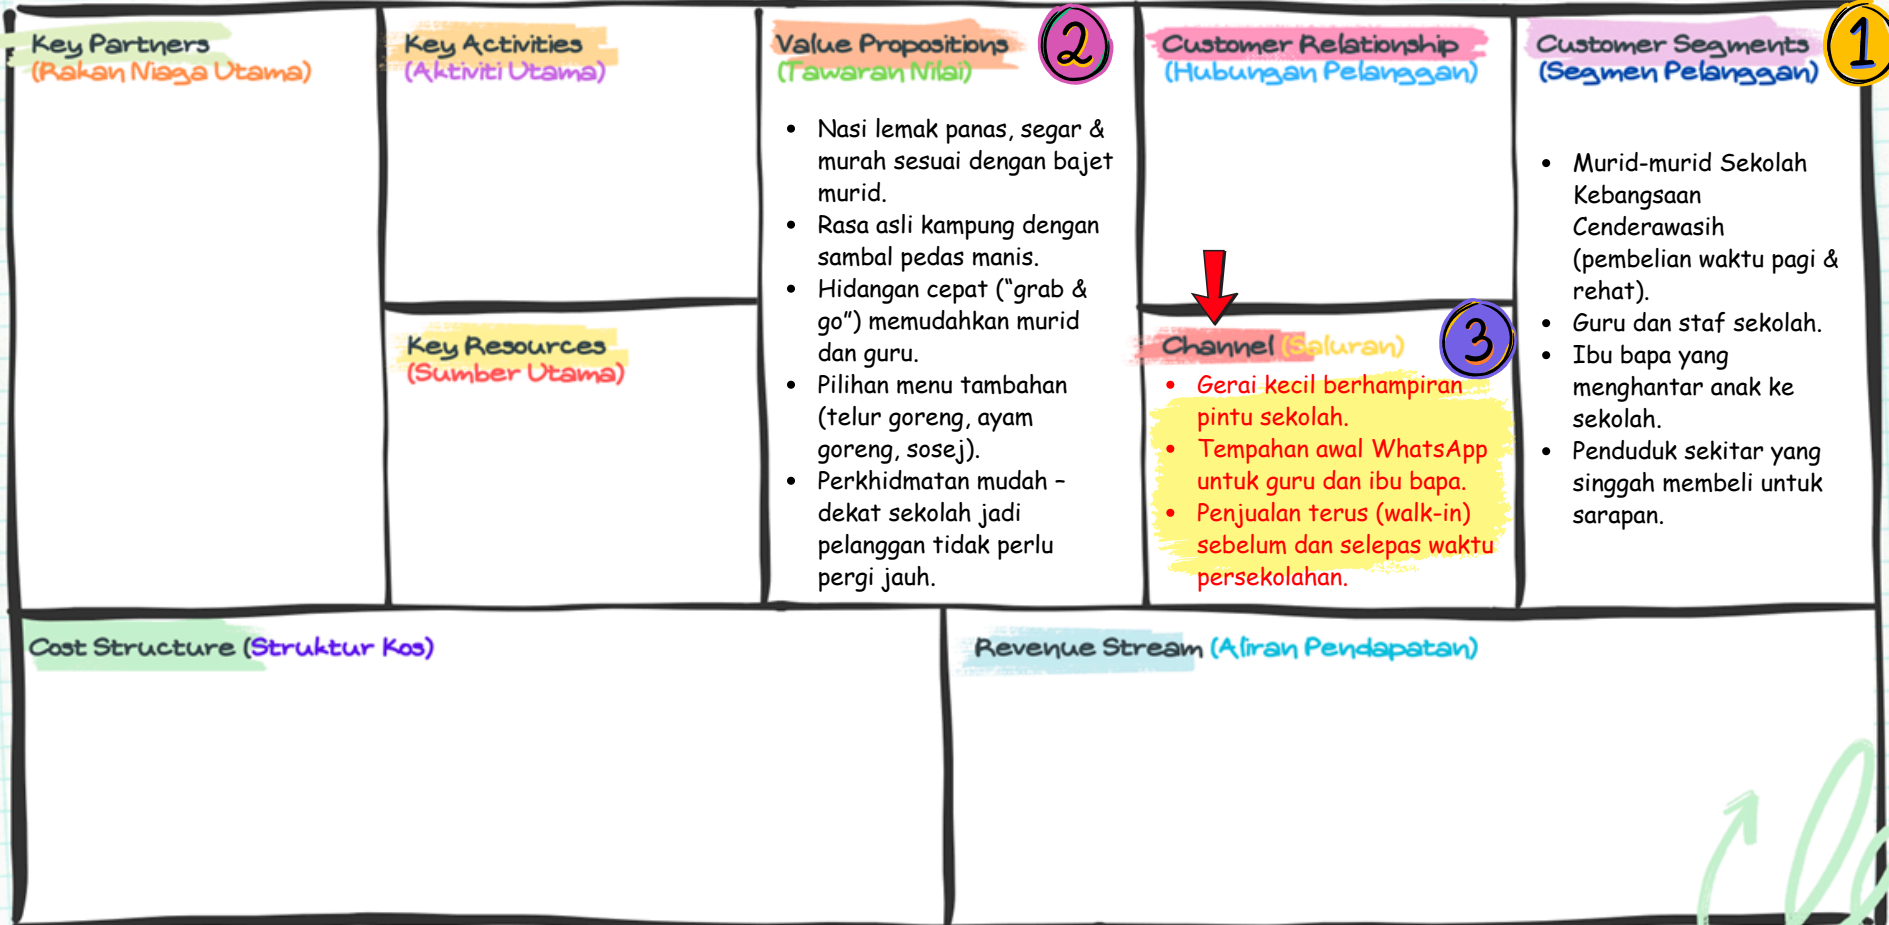 Key Partners
(Rakan Niaga Utama)
Key Activities
(Aktiviti Utama)
Key Resources
(Sumber Utama)
Value Propositions
(Tawaran Nilai)
2
• Nasi lemak panas, segar &
murah sesuai dengan bajet
murid.
• Rasa asli kampung dengan
sambal pedas manis.
• Hidangan cepat (“grab &
go”) memudahkan murid
dan guru.
• Pilihan menu tambahan
(telur goreng, ayam
goreng, sosej).
• Perkhidmatan mudah –
dekat sekolah jadi
pelanggan tidak perlu
pergi jauh.
Customer Relationship
(Hubungan Pelanggan)
Channel (Saluran)
3
• Gerai kecil berhampiran
pintu sekolah.
• Tempahan awal WhatsApp
untuk guru dan ibu bapa.
• Penjualan terus (walk-in)
sebelum dan selepas waktu
persekolahan.
Customer Segments
(Segmen Pelanggan)
1
• Murid-murid Sekolah
Kebangsaan
Cenderawasih
(pembelian waktu pagi &
rehat).
• Guru dan staf sekolah.
• Ibu bapa yang
menghantar anak ke
sekolah.
• Penduduk sekitar yang
singgah membeli untuk
sarapan.
Cost Structure (Struktur Kos)
Revenue Stream (Aliran Pendapatan)